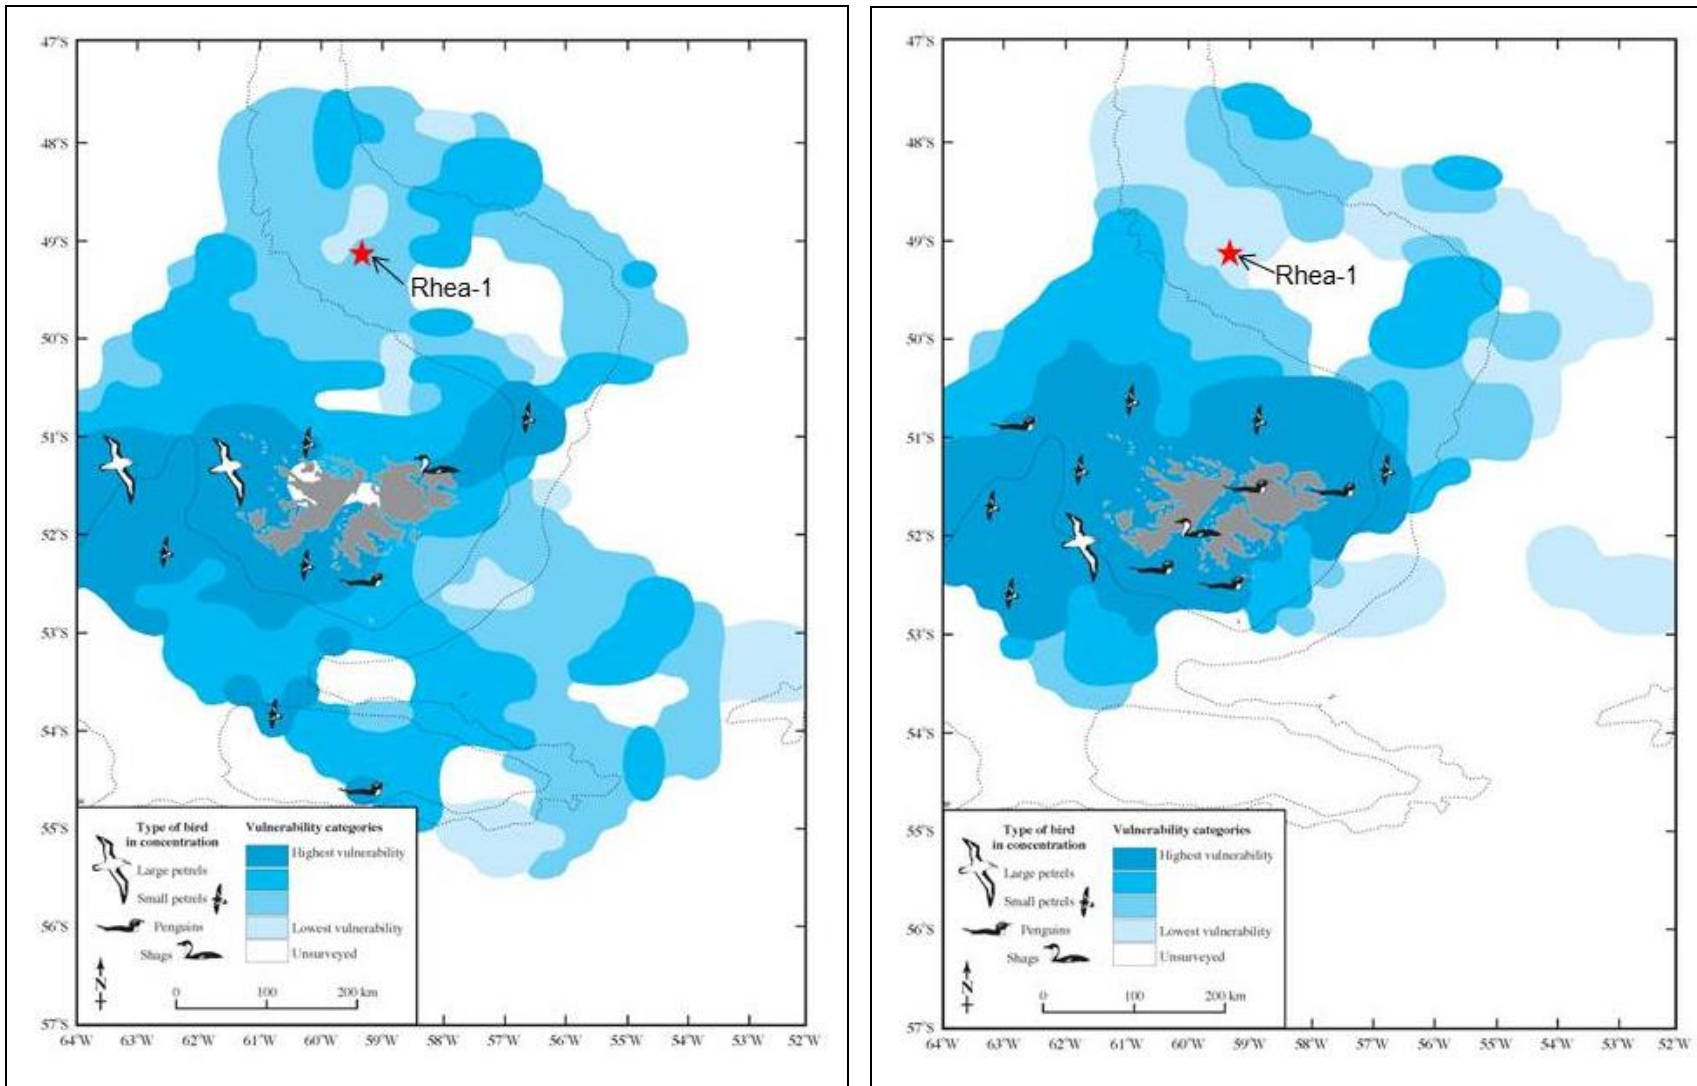 47°S
48°S
49°S
50°S
51°S
52°S
53°S
54°S
55°S
56°S
57°S
Rhea-1
Type of bird
in concentration
Large petrels
Small petrels
Penguins
Shags
Vulnerability categories
Highest vulnerability
Lowest vulnerability
Unsurveyed
N
0 100 200 km
64°W 63°W 62°W 61°W 60°W 59°W 58°W 57°W 56°W 55°W 54°W 53°W 52°W
47°S
48°S
49°S
50°S
51°S
52°S
53°S
54°S
55°S
56°S
57°S
Rhea-1
Type of bird
in concentration
Large petrels
Small petrels
Penguins
Shags
Vulnerability categories
Highest vulnerability
Lowest vulnerability
Unsurveyed
N
0 100 200 km
64°W 63°W 62°W 61°W 60°W 59°W 58°W 57°W 56°W 55°W 54°W 53°W 52°W